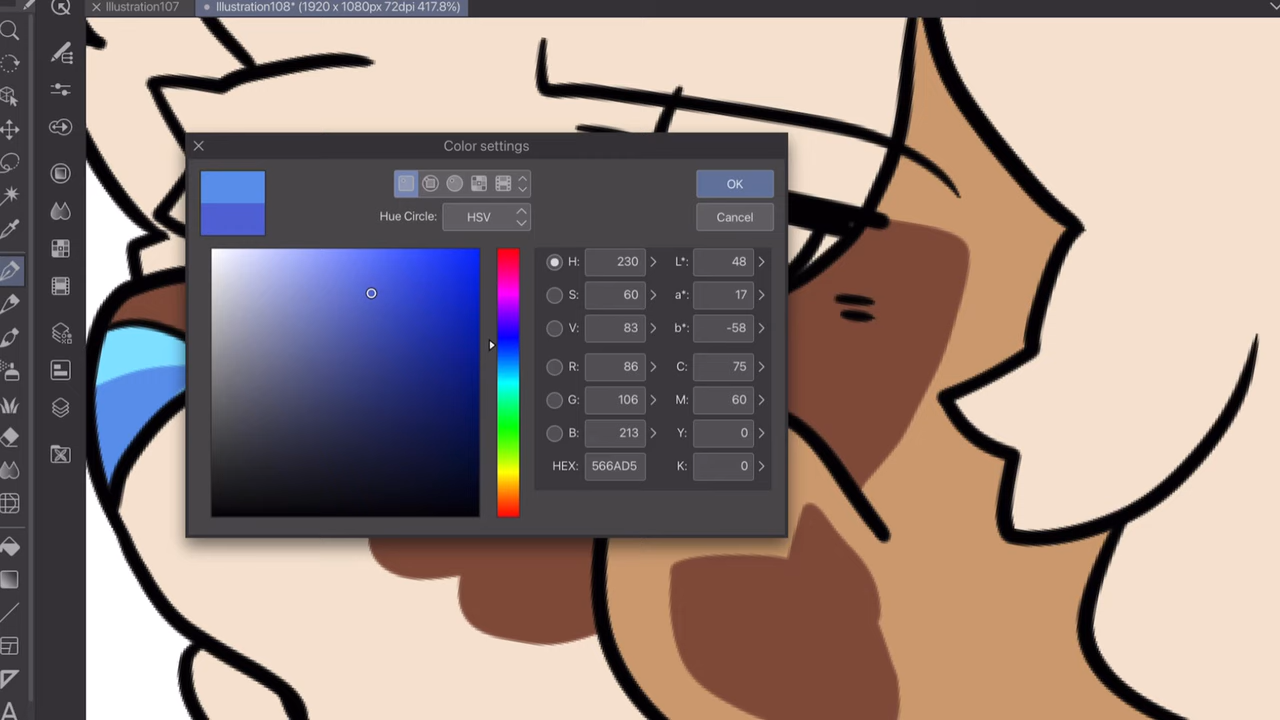 Illustration107 Illustration108* (1920 x 1080px 72dpi 417.8%)
Color settings
OK
Hue Circle: HSV
Cancel
H: 230 L*: 48
S: 60 a*: 17
V: 83 b*: -58
R: 86 C: 75
G: 106 M: 60
B: 213 Y: 0
HEX: 566AD5 K: 0
A